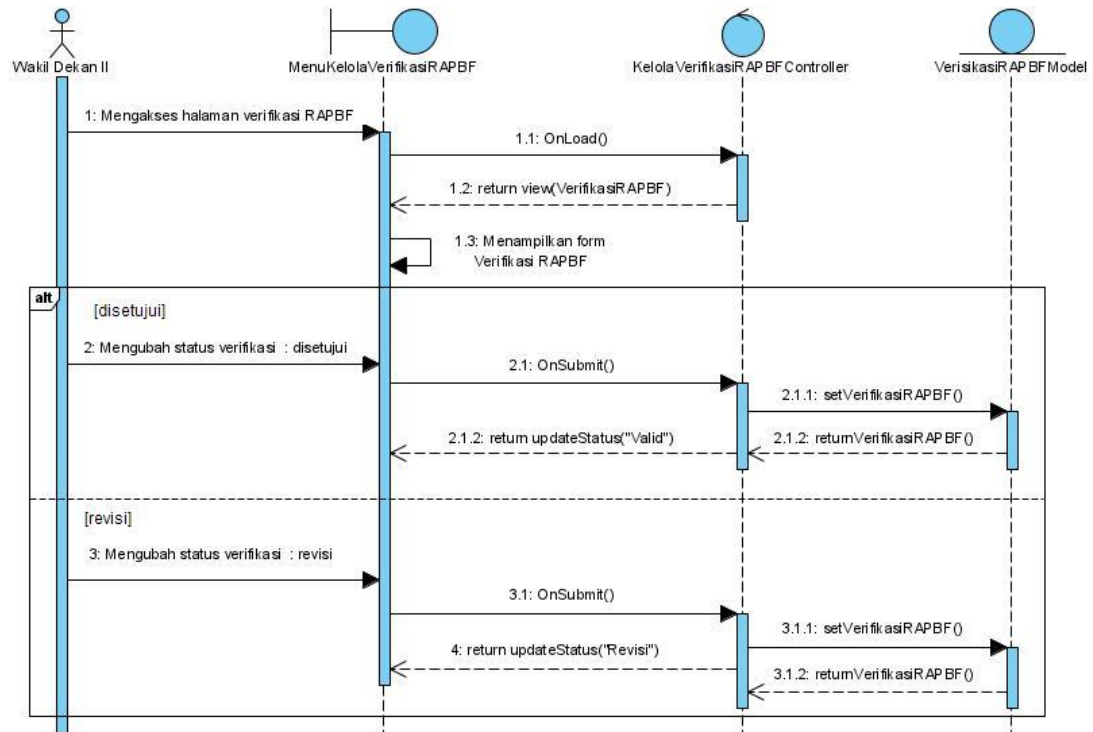 Wakil Dekan II
MenuKelolaVerifikasiRAPBF
KelolaVerifikasiRAPBFController
VerisikasiRAPBFModel
1: Mengakses halaman verifikasi RAPBF
1.1: OnLoad()
1.2: return view(VerifikasiRAPBF)
1.3: Menampilkan form
Verifikasi RAPBF
alt
[disetujui]
2: Mengubah status verifikasi : disetujui
2.1: OnSubmit()
2.1.1: setVerifikasiRAPBF()
2.1.2: return updateStatus("Valid")
2.1.2: returnVerifikasiRAPBF()
[revisi]
3: Mengubah status verifikasi : revisi
3.1: OnSubmit()
3.1.1: setVerifikasiRAPBF()
4: return updateStatus("Revisi")
3.1.2: returnVerifikasiRAPBF()